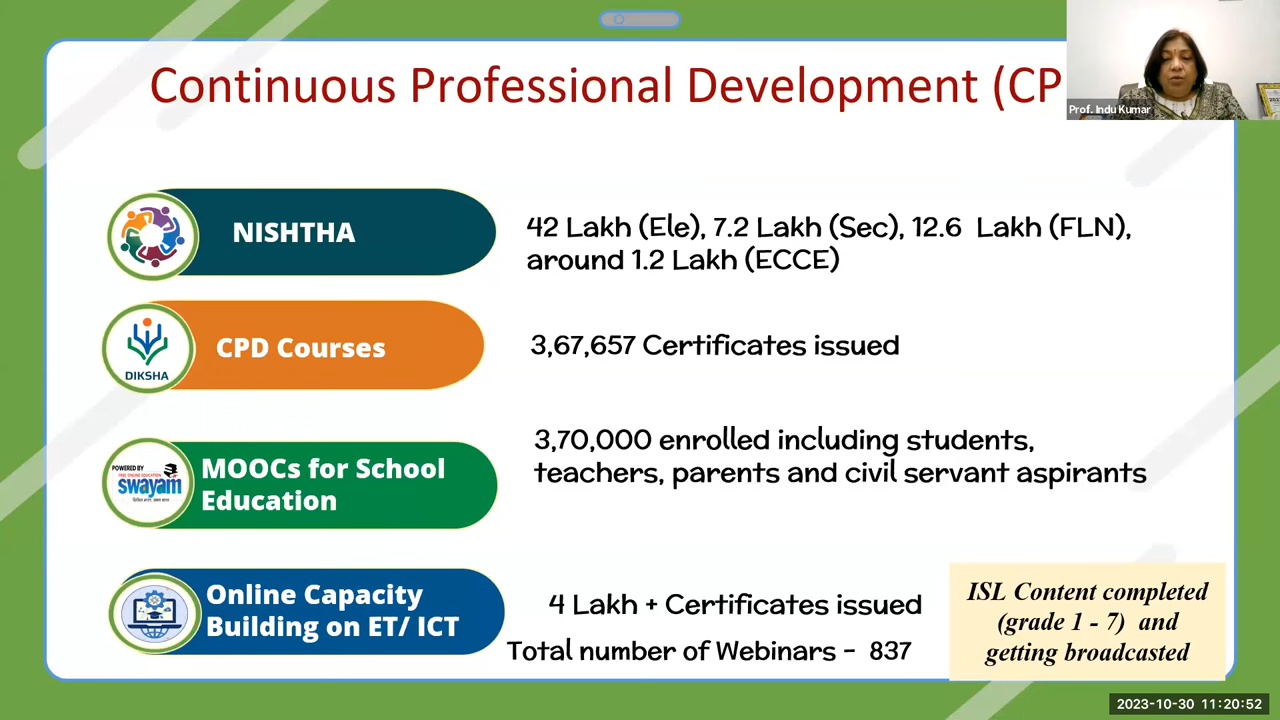 Continuous Professional Development (CP
Prof. Indu Kumar
NISHTHA
42 Lakh (Ele), 7.2 Lakh (Sec), 12.6 Lakh (FLN),
around 1.2 Lakh (ECCE)
DIKSHA
CPD Courses
3,67,657 Certificates issued
POWERED BY
swayam
MOOCs for School
Education
3,70,000 enrolled including students,
teachers, parents and civil servant aspirants
Online Capacity
Building on ET/ ICT
4 Lakh + Certificates issued
Total number of Webinars - 837
ISL Content completed
(grade 1 - 7) and
getting broadcasted
2023-10-30 11:20:52